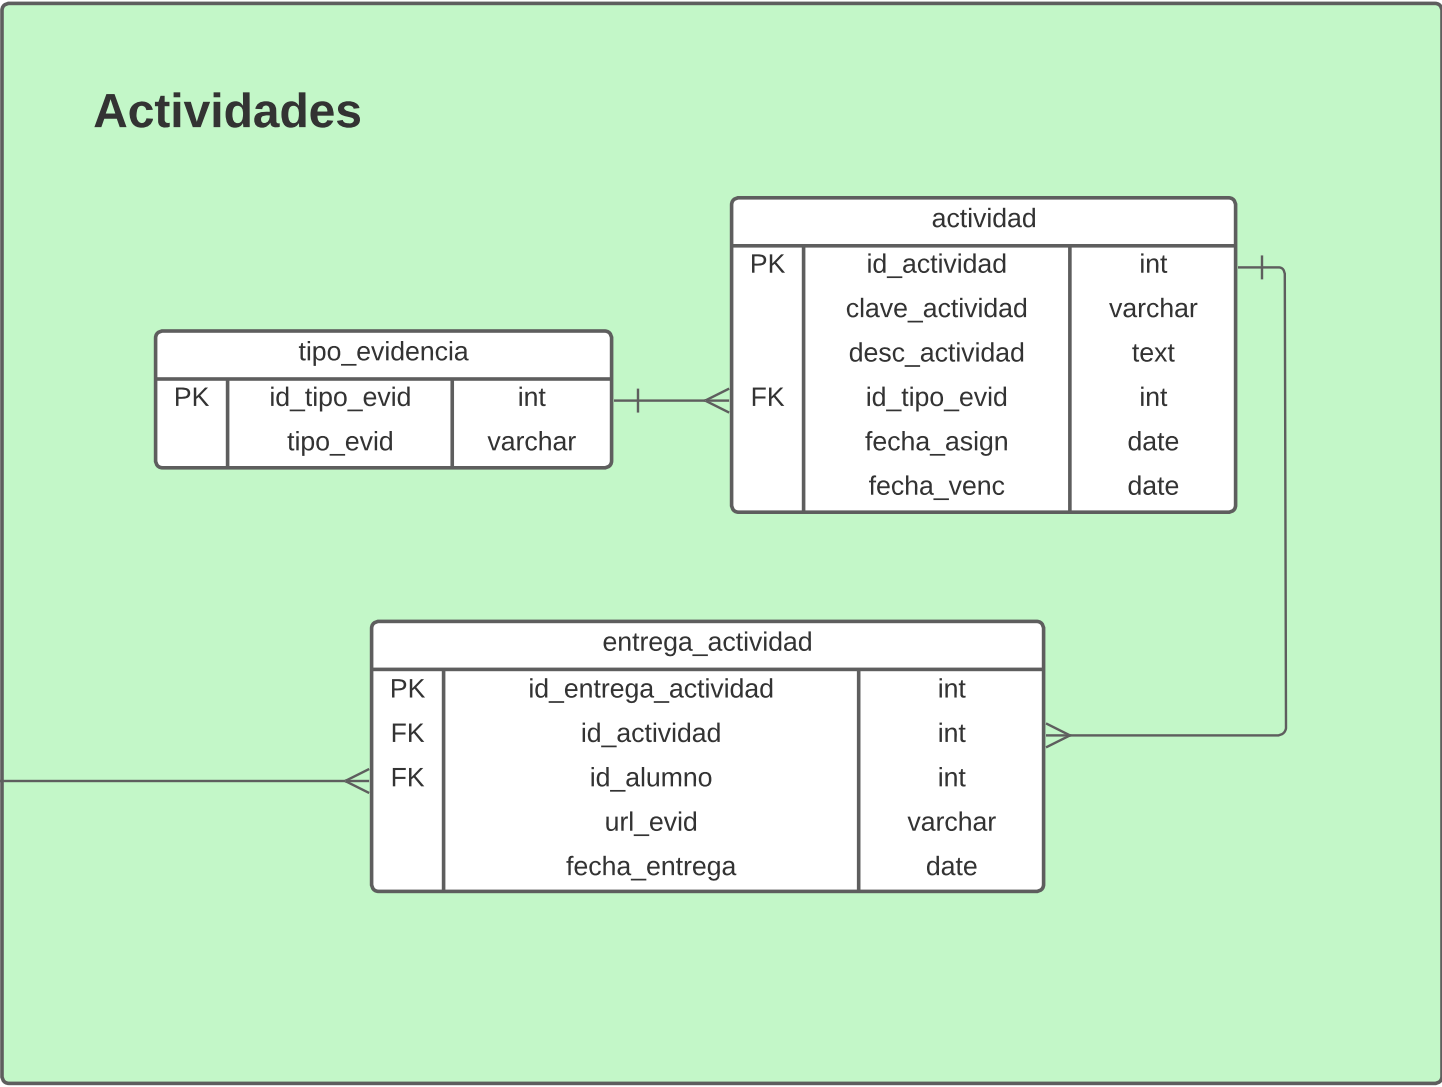 Actividades
actividad
PK id_actividad int
clave_actividad varchar
desc_actividad text
FK id_tipo_evid int
fecha_asign date
fecha_venc date
tipo_evidencia
PK id_tipo_evid int
tipo_evid varchar
entrega_actividad
PK id_entrega_actividad int
FK id_actividad int
FK id_alumno int
url_evid varchar
fecha_entrega date